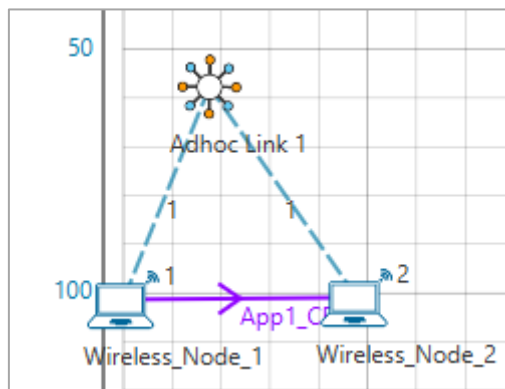 50
Adhoc Link 1
1
1
100
1
2
App1_C
Wireless_Node_1
Wireless_Node_2